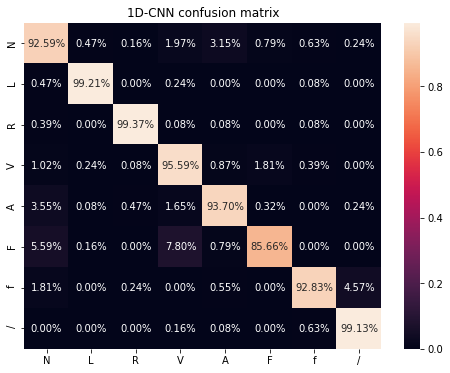 1D-CNN confusion matrix
N 92.59% 0.47% 0.16% 1.97% 3.15% 0.79% 0.63% 0.24%
L 0.47% 99.21% 0.00% 0.24% 0.00% 0.00% 0.08% 0.00%
R 0.39% 0.00% 99.37% 0.08% 0.08% 0.00% 0.08% 0.00%
V 1.02% 0.24% 0.08% 95.59% 0.87% 1.81% 0.39% 0.00%
A 3.55% 0.08% 0.47% 1.65% 93.70% 0.32% 0.00% 0.24%
F 5.59% 0.16% 0.00% 7.80% 0.79% 85.66% 0.00% 0.00%
f 1.81% 0.00% 0.24% 0.00% 0.55% 0.00% 92.83% 4.57%
/ 0.00% 0.00% 0.00% 0.16% 0.08% 0.00% 0.63% 99.13%
N L R V A F f /
0.8
0.6
0.4
0.2
0.0